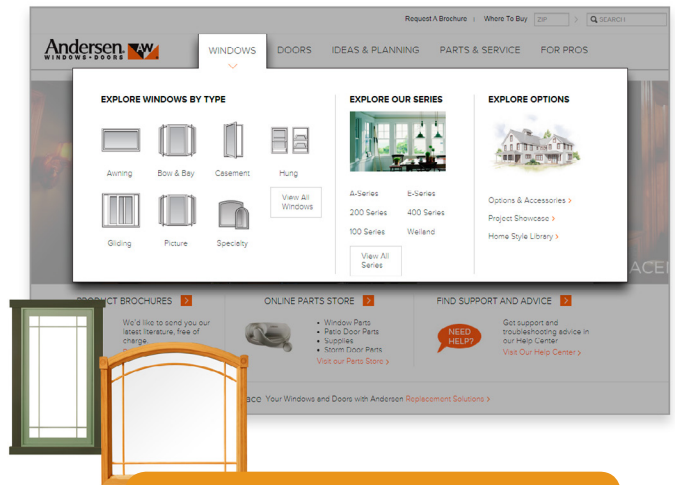 Request A Brochure | Where To Buy ZIP > SEARCH
Andersen AW
WINDOWS • DOORS
WINDOWS DOORS IDEAS & PLANNING PARTS & SERVICE FOR PROS
EXPLORE WINDOWS BY TYPE
Awning Bow & Bay Casement Hung
View All
Windows
Gliding Picture Specialty
EXPLORE OUR SERIES
A-Series E-Series
200 Series 400 Series
100 Series Weiland
View All
Series
EXPLORE OPTIONS
Options & Accessories >
Project Showcase >
Home Style Library >
ACE
PRODUCT BROCHURES >
We'd like to send you our
latest literature, free of
charge.
ONLINE PARTS STORE >
• Window Parts
• Patio Door Parts
• Supplies
• Storm Door Parts
Visit our Parts Store >
FIND SUPPORT AND ADVICE >
NEED
HELP?
Get support and
troubleshooting advice in
our Help Center
Visit Our Help Center >
ace Your Windows and Doors with Andersen Replacement Solutions >